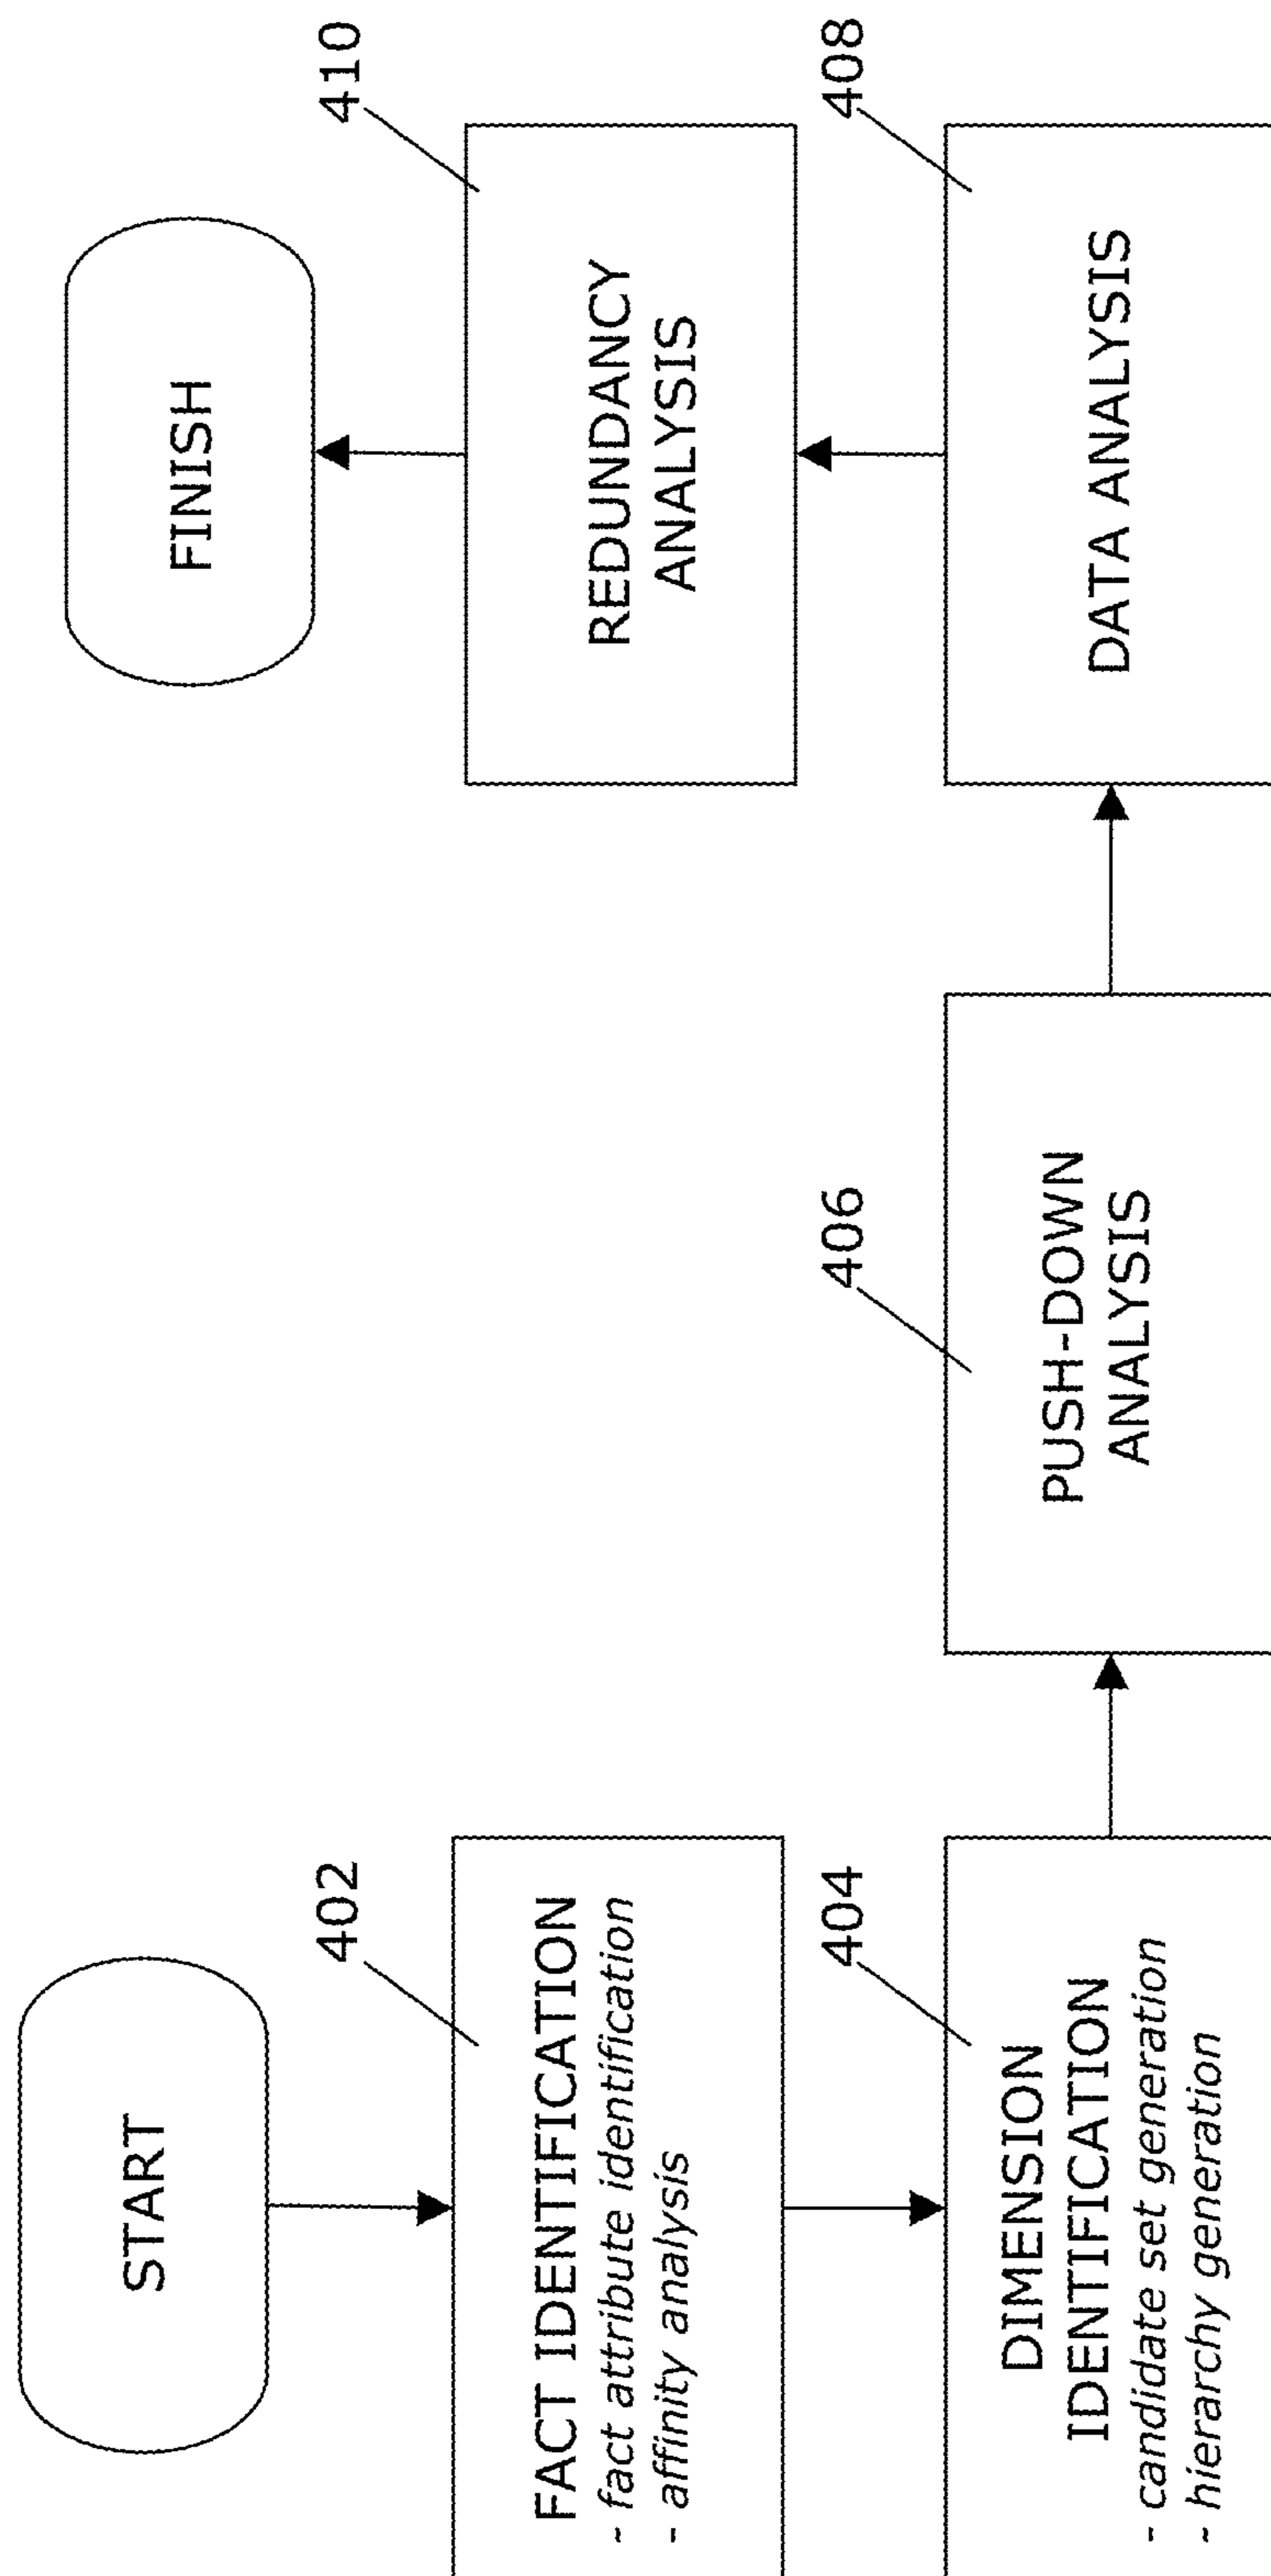 START
402
FACT IDENTIFICATION
- fact attribute identification
- affinity analysis
404
DIMENSION
IDENTIFICATION
- candidate set generation
- hierarchy generation
406
PUSH-DOWN
ANALYSIS
408
DATA ANALYSIS
410
REDUNDANCY
ANALYSIS
FINISH